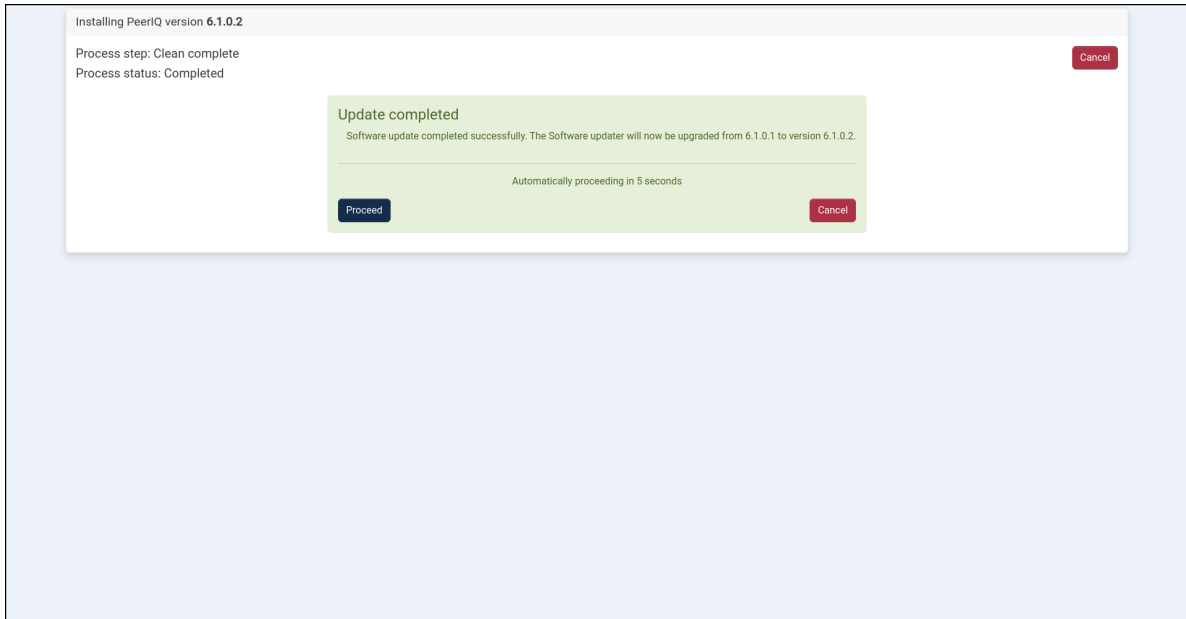 Installing PeerIQ version 6.1.0.2
Process step: Clean complete
Cancel
Process status: Completed
Update completed
Software update completed successfully. The Software updater will now be upgraded from 6.1.0.1 to version 6.1.0.2.
Automatically proceeding in 5 seconds
Proceed
Cancel